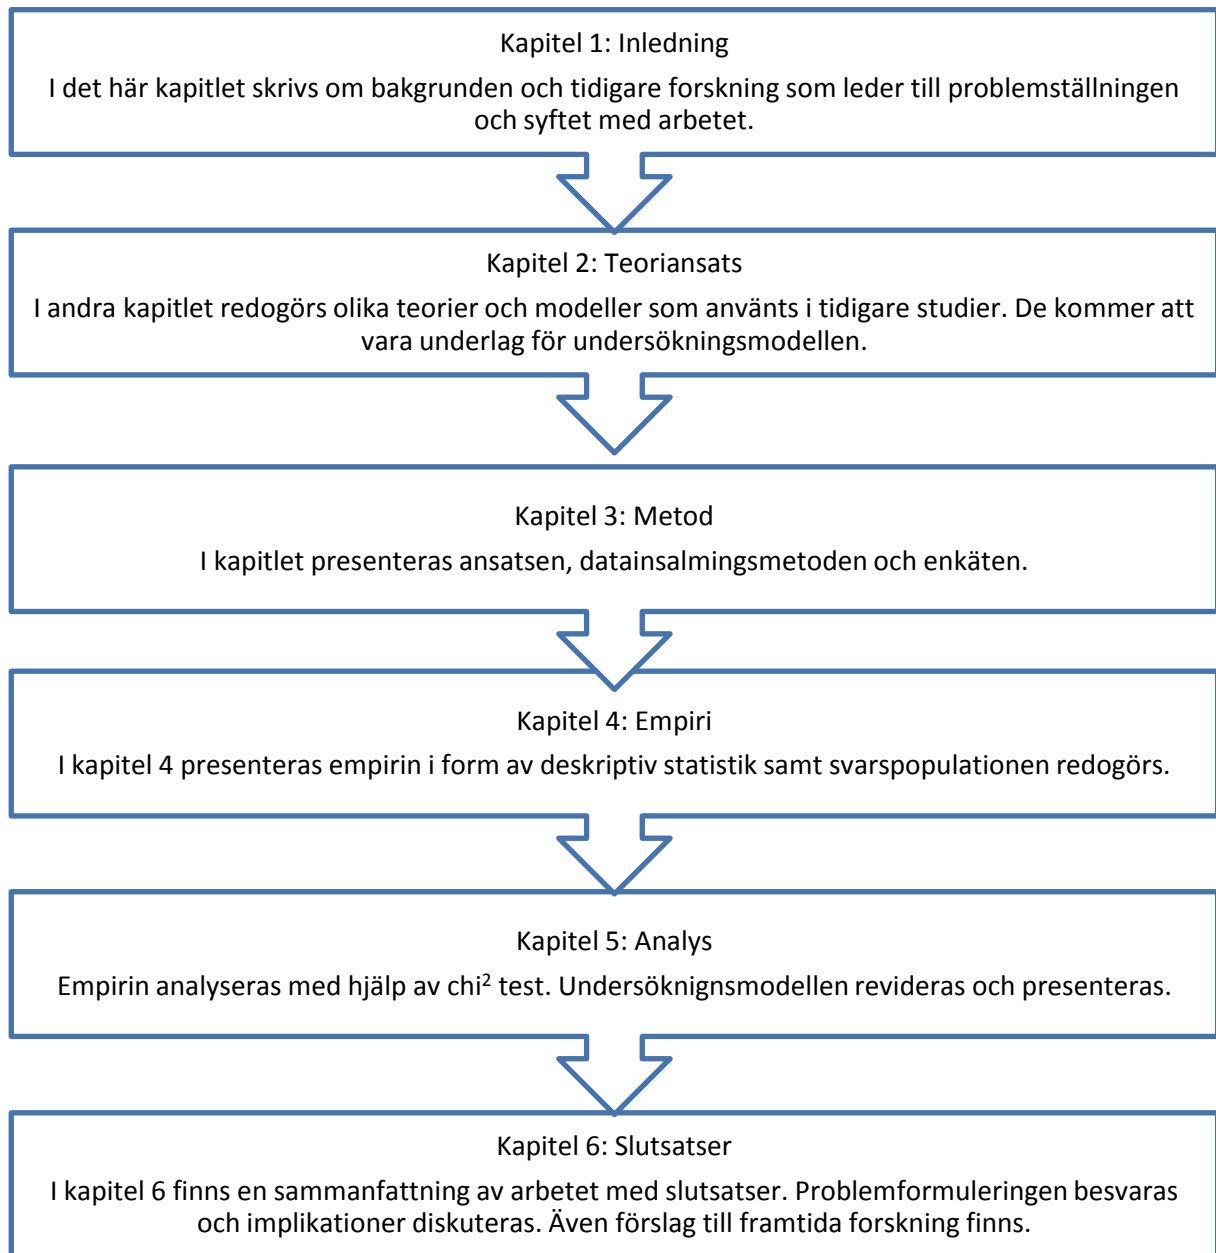 Kapitel 1: Inledning
I det här kapitlet skrivs om bakgrunden och tidigare forskning som leder till problemställningen
och syftet med arbetet.
Kapitel 2: Teoriansats
I andra kapitlet redogörs olika teorier och modeller som använts i tidigare studier. De kommer att
vara underlag för undersökningsmodellen.
Kapitel 3: Metod
I kapitlet presenteras ansatsen, datainsalmingsmetoden och enkäten.
Kapitel 4: Empiri
I kapitel 4 presenteras empirin i form av deskriptiv statistik samt svarspopulationen redogörs.
Kapitel 5: Analys
Empirin analyseras med hjälp av chi² test. Undersöknignsmodellen revideras och presenteras.
Kapitel 6: Slutsatser
I kapitel 6 finns en sammanfattning av arbetet med slutsatser. Problemformuleringen besvaras
och implikationer diskuteras. Även förslag till framtida forskning finns.